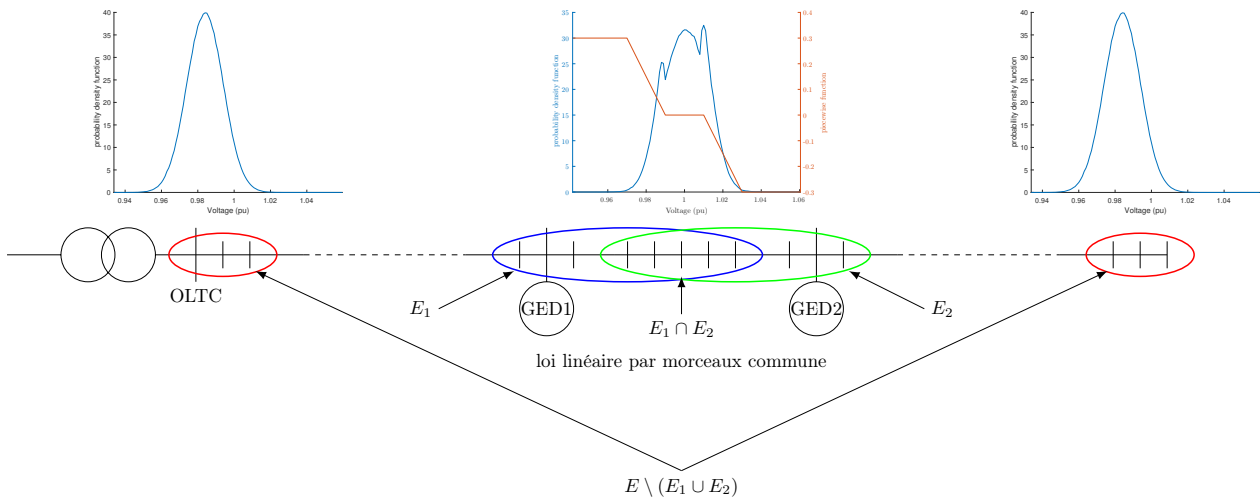 probability density function
40
35
30
25
20
15
10
5
0
0.94 0.96 0.98 1 1.02 1.04
Voltage (pu)
probability density function
35
30
25
20
15
10
5
0
0.96 0.98 1 1.02 1.04 1.06
Voltage (pu)
0.4
0.3
0.2
0.1
0
-0.1
-0.2
-0.3
piecewise function
probability density function
40
35
30
25
20
15
10
5
0
0.94 0.96 0.98 1 1.02 1.04
Voltage (pu)
OLTC
E₁
GED1
E₁ ∩ E₂
GED2
E₂
loi linéaire par morceaux commune
E \ (E₁ ∪ E₂)